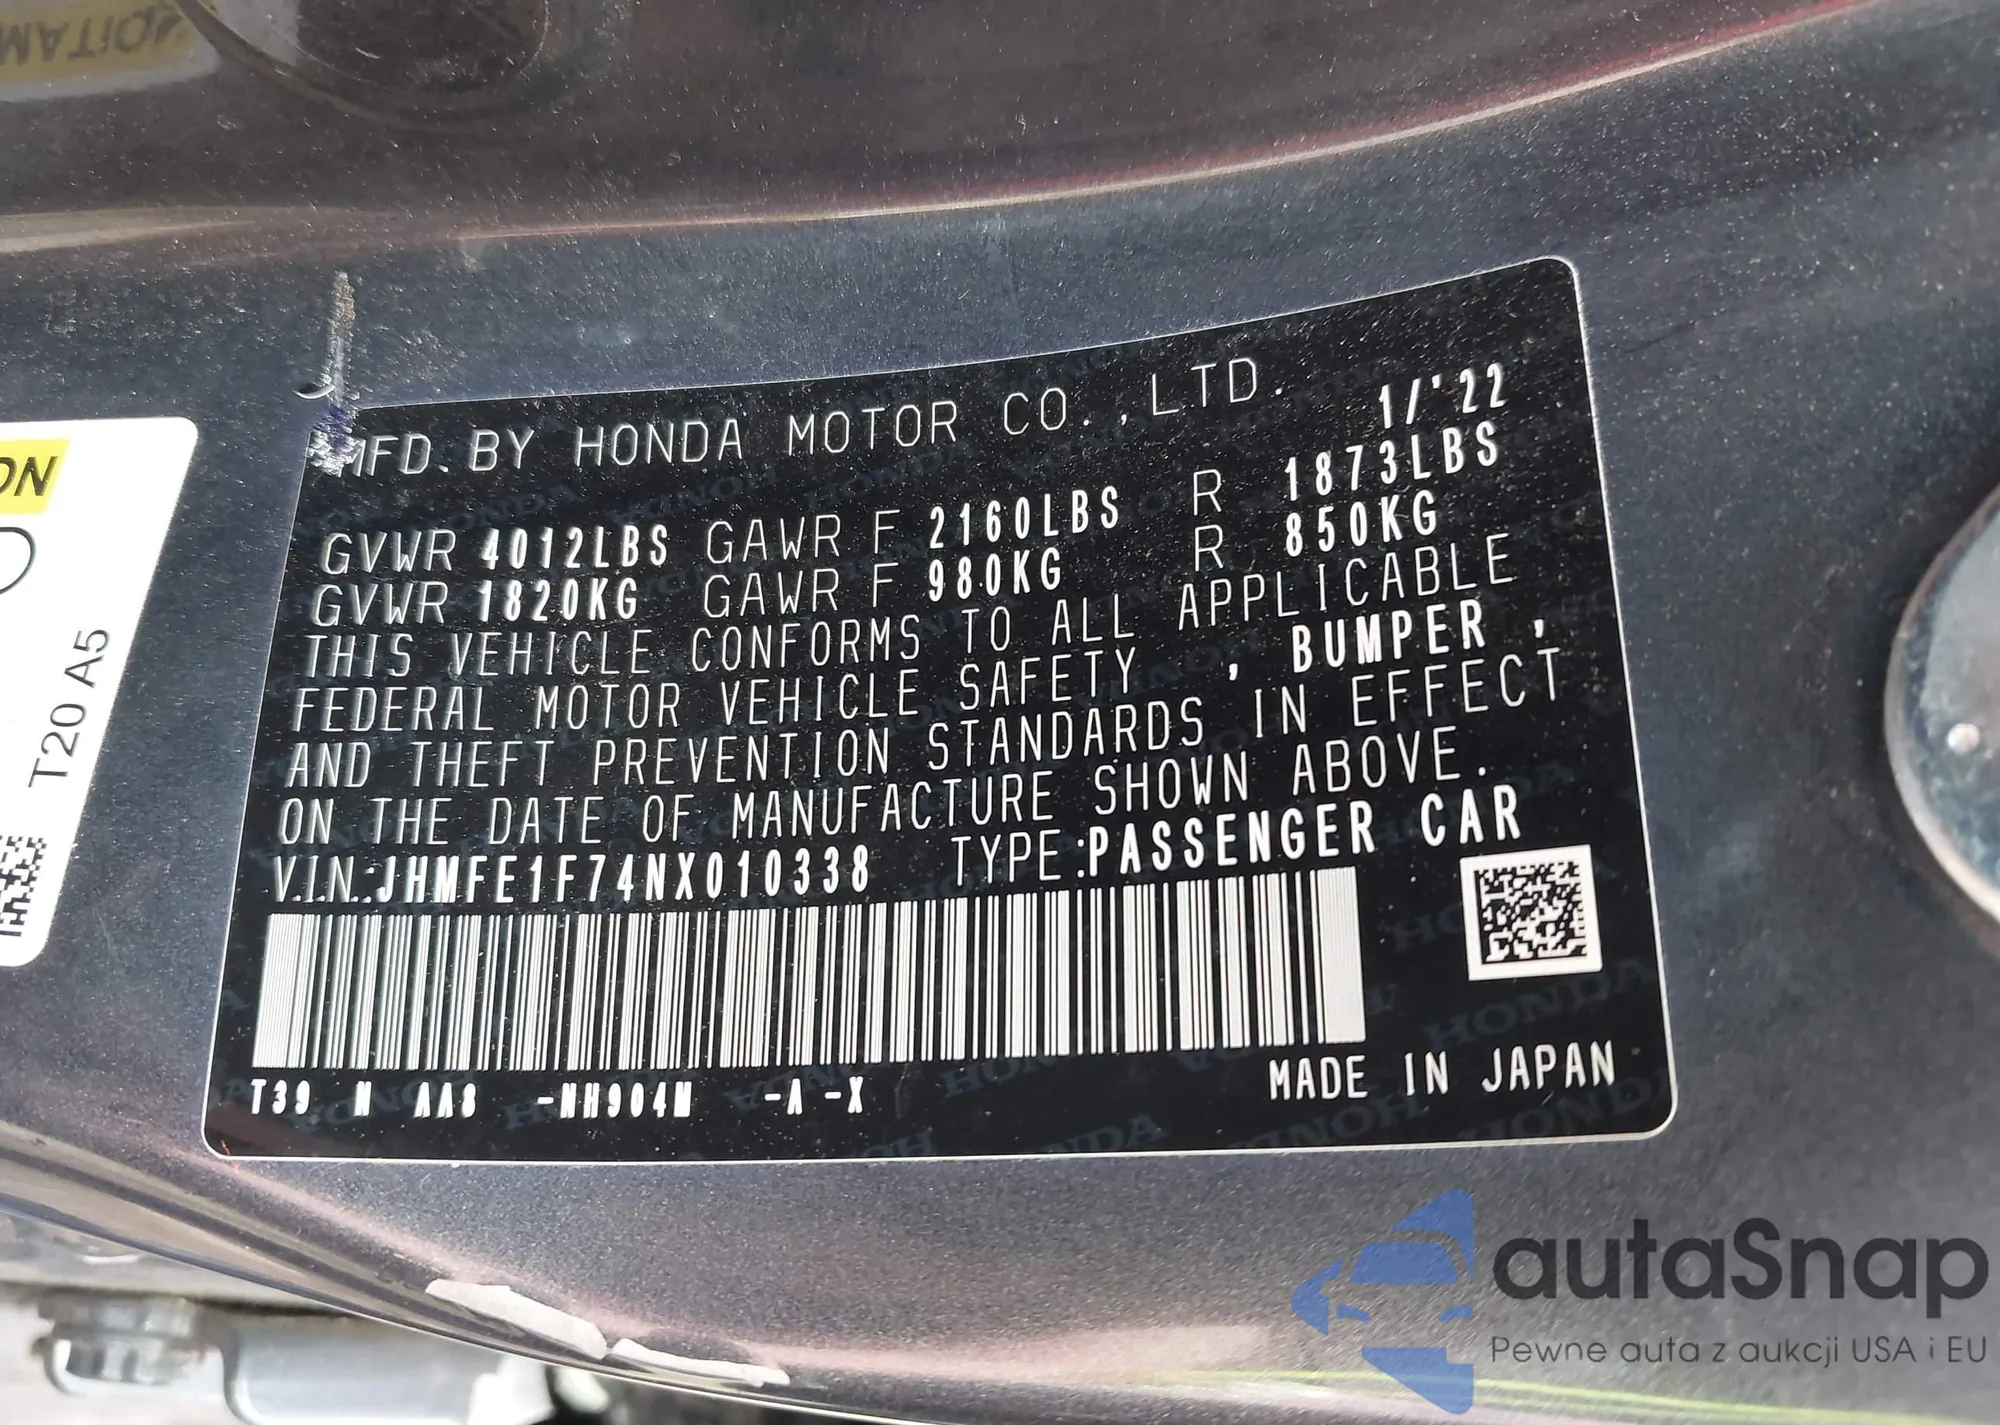 MATION
ON
T20 A5
MFD. BY HONDA MOTOR CO., LTD. 1/'22
GVWR 4012LBS GAWR F 2160LBS R 1873LBS
GVWR 1820KG GAWR F 980KG R 850KG
THIS VEHICLE CONFORMS TO ALL APPLICABLE
FEDERAL MOTOR VEHICLE SAFETY , BUMPER ,
AND THEFT PREVENTION STANDARDS IN EFFECT
ON THE DATE OF MANUFACTURE SHOWN ABOVE.
V.I.N.:JHMFE1F74NX010338 TYPE:PASSENGER CAR
T39 N AA8 -NH904M -A -X
MADE IN JAPAN
autaSnap
Pewne auta z aukcji USA i EU